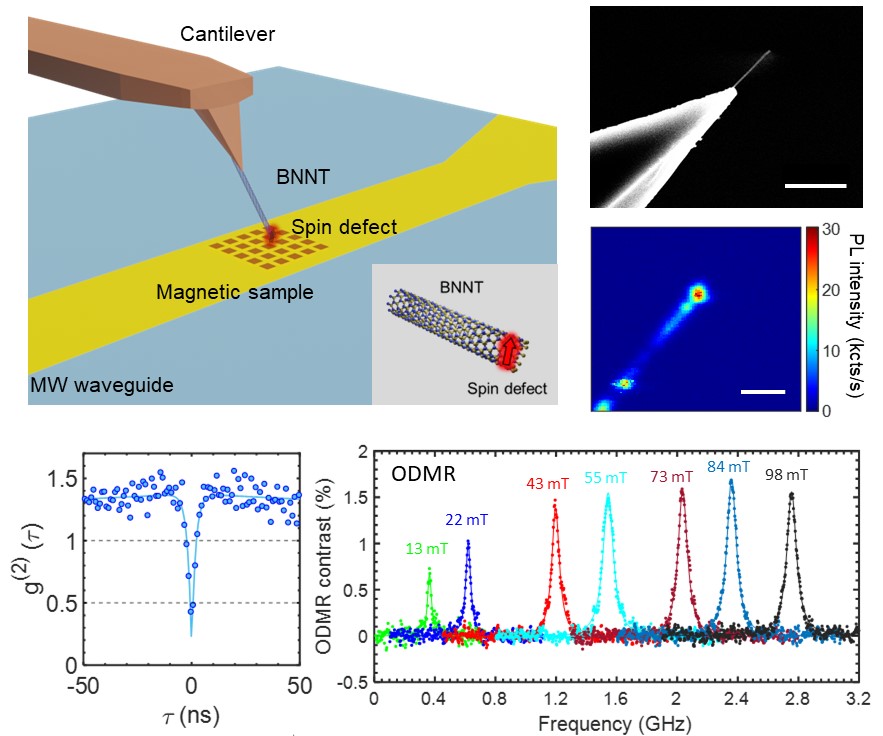 Cantilever
BNNT
Spin defect
Magnetic sample
MW waveguide
BNNT
Spin defect
30
20
10
0
PL intensity (kcts/s)
1.5
1
0.5
0
g(2) (τ)
-50
0
50
τ (ns)
ODMR
13 mT
22 mT
43 mT
55 mT
73 mT
84 mT
98 mT
2
1.5
1
0.5
0
-0.5
ODMR contrast (%)
0
0.4
0.8
1.2
1.6
2
2.4
2.8
3.2
Frequency (GHz)